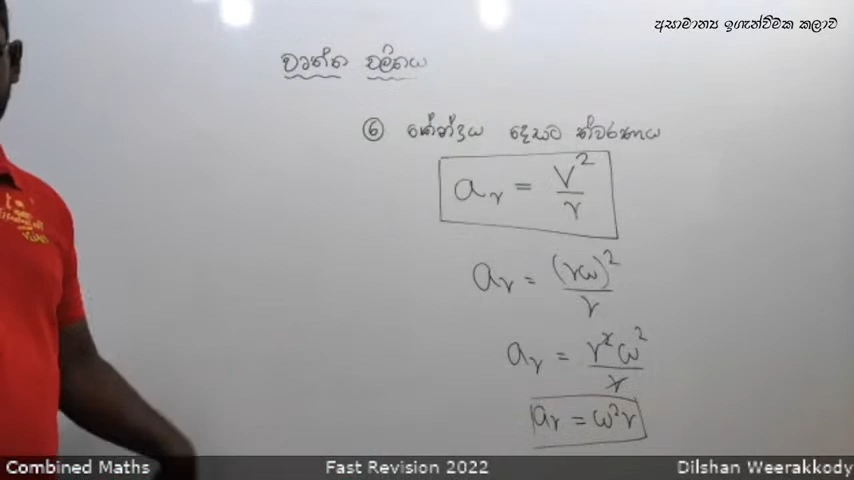 අසාමාන්‍ය ඉගැන්වීමක කලාව
වෘත්ත චලිතය
⑥ කේන්ද්‍රය දෙසට ත්වරණය
aᵣ = V²/r
aᵣ = (rω)²/r
aᵣ = r²ω²/r
aᵣ = ω²r
Combined Maths Fast Revision 2022 Dilshan Weerakkody